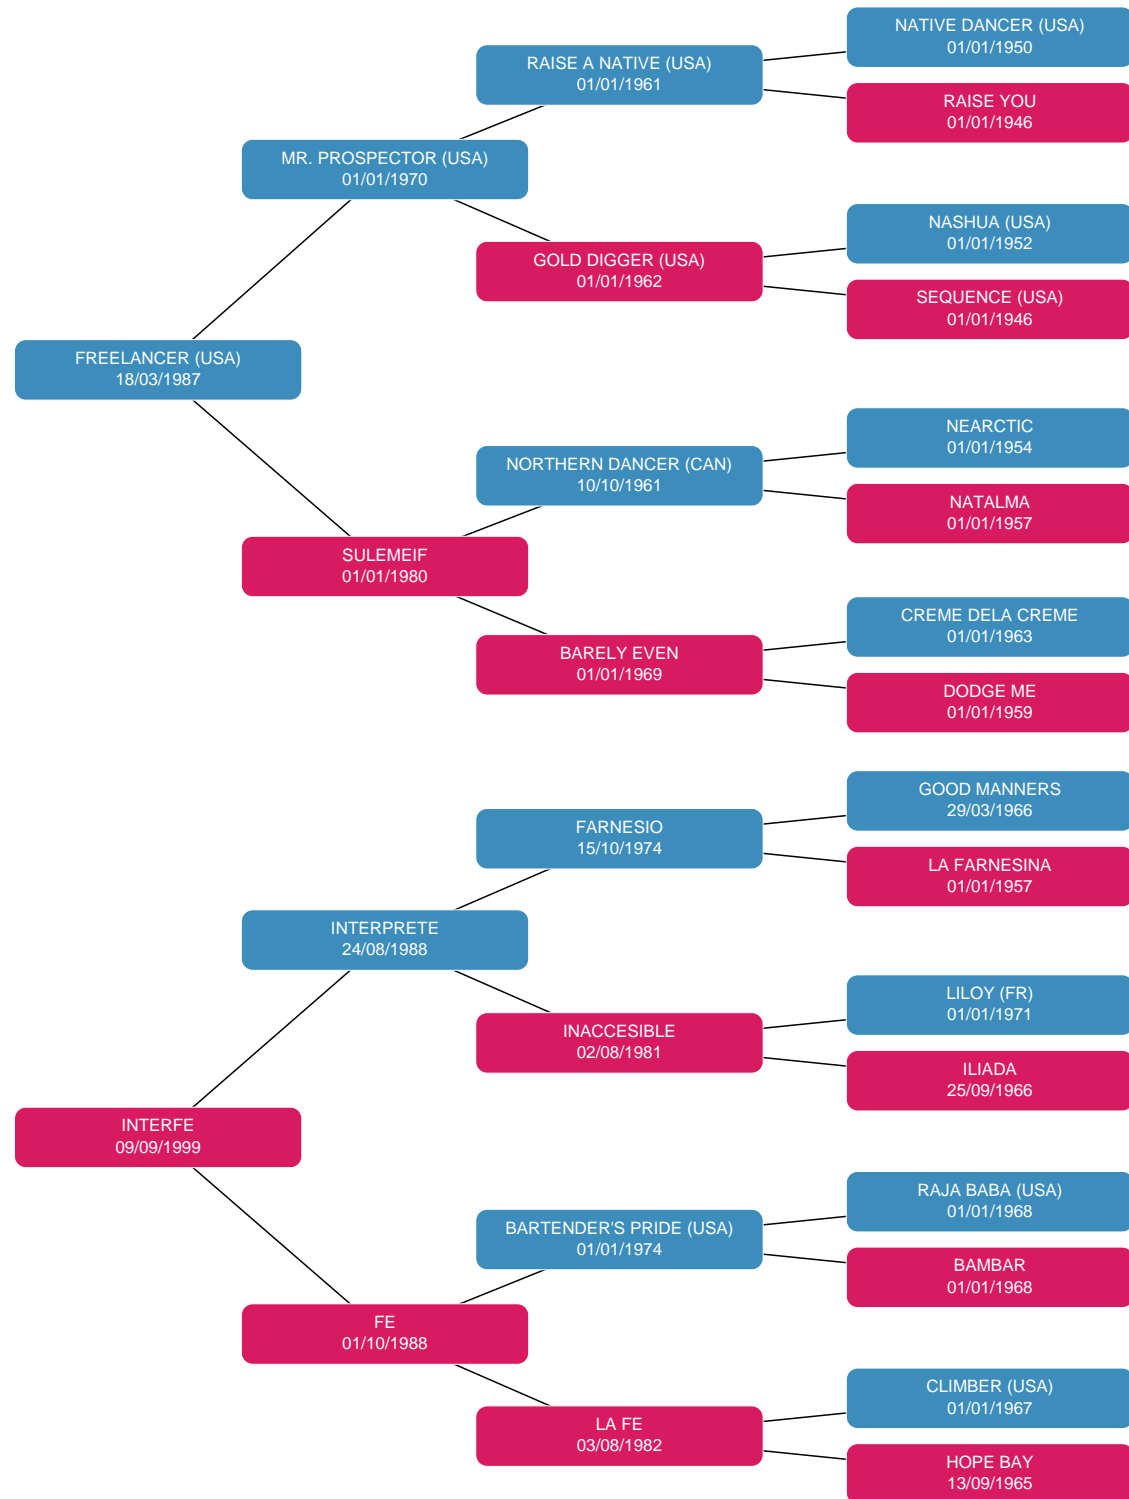 NATIVE DANCER (USA)
01/01/1950
RAISE A NATIVE (USA)
01/01/1961
RAISE YOU
01/01/1946
MR. PROSPECTOR (USA)
01/01/1970
NASHUA (USA)
01/01/1952
GOLD DIGGER (USA)
01/01/1962
SEQUENCE (USA)
01/01/1946
FREELANCER (USA)
18/03/1987
NEARCTIC
01/01/1954
NORTHERN DANCER (CAN)
10/10/1961
NATALMA
01/01/1957
SULEMEIF
01/01/1980
CREME DELA CREME
01/01/1963
BARELY EVEN
01/01/1969
DODGE ME
01/01/1959
GOOD MANNERS
29/03/1966
FARNESIO
15/10/1974
LA FARNESINA
01/01/1957
INTERPRETE
24/08/1988
LILOY (FR)
01/01/1971
INACCESIBLE
02/08/1981
ILIADA
25/09/1966
INTERFE
09/09/1999
RAJA BABA (USA)
01/01/1968
BARTENDER'S PRIDE (USA)
01/01/1974
BAMBAR
01/01/1968
FE
01/10/1988
CLIMBER (USA)
01/01/1967
LA FE
03/08/1982
HOPE BAY
13/09/1965